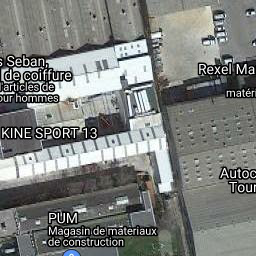 s Seban,
de coiffure
articles de
our hommes
Rexel Ma
matéri
KINE SPORT 13
Autoc
Tour
PUM
Magasin de matériaux
de construction